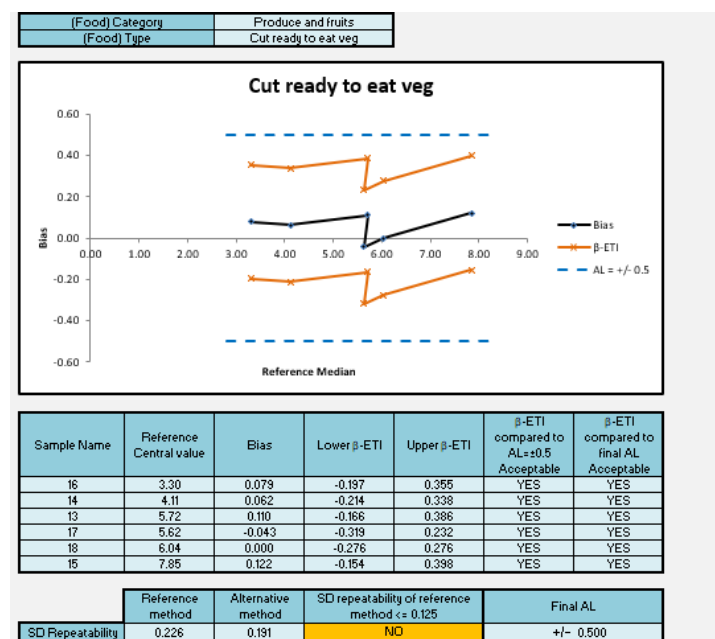 (Food) Category Produce and fruits
(Food) Type Cut ready to eat veg
Cut ready to eat veg
0.60
0.40
0.20
0.00
-0.20
-0.40
-0.60
Bias
0.00 1.00 2.00 3.00 4.00 5.00 6.00 7.00 8.00 9.00
Reference Median
Bias
β-ETI
AL = +/- 0.5
Sample Name Reference Central value Bias Lower β-ETI Upper β-ETI β-ETI compared to AL=±0.5 Acceptable β-ETI compared to final AL Acceptable
16 3.30 0.079 -0.197 0.355 YES YES
14 4.11 0.062 -0.214 0.338 YES YES
13 5.72 0.110 -0.166 0.386 YES YES
17 5.62 -0.043 -0.319 0.232 YES YES
18 6.04 0.000 -0.276 0.276 YES YES
15 7.85 0.122 -0.154 0.398 YES YES
Reference method Alternative method SD repeatability of reference method <= 0.125 Final AL
SD Repeatability 0.226 0.191 NO +/- 0.500